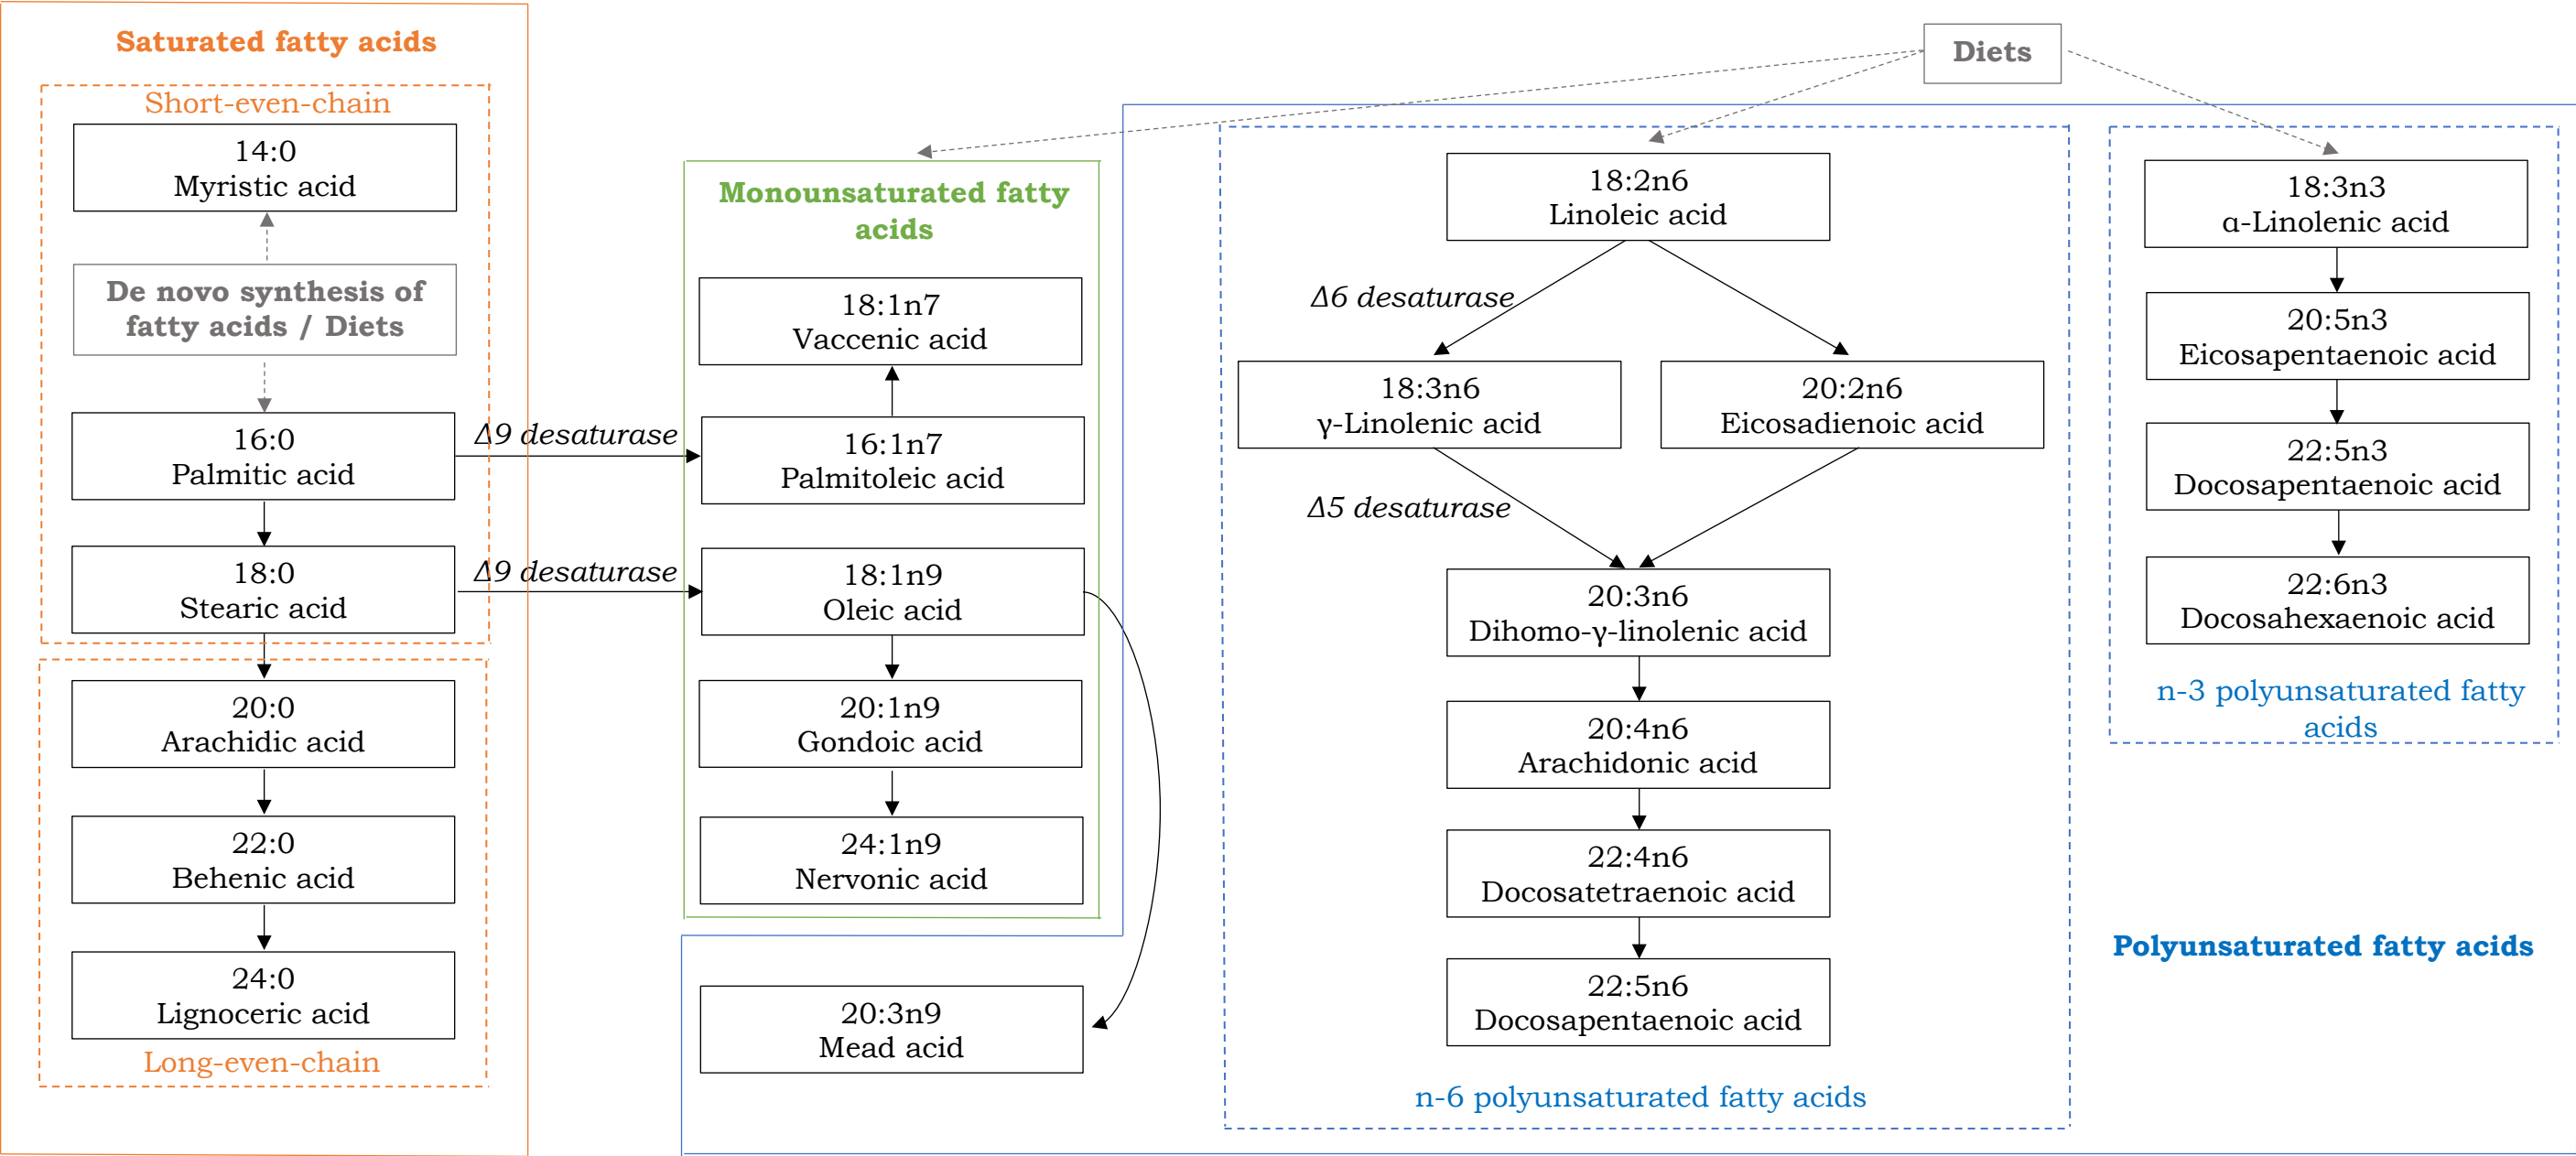 Saturated fatty acids
Short-even-chain
14:0
Myristic acid
De novo synthesis of
fatty acids / Diets
16:0
Palmitic acid
18:0
Stearic acid
20:0
Arachidic acid
22:0
Behenic acid
24:0
Lignoceric acid
Long-even-chain
Δ9 desaturase
Δ9 desaturase
Monounsaturated fatty
acids
18:1n7
Vaccenic acid
16:1n7
Palmitoleic acid
18:1n9
Oleic acid
20:1n9
Gondoic acid
24:1n9
Nervonic acid
20:3n9
Mead acid
Diets
18:2n6
Linoleic acid
Δ6 desaturase
18:3n6
γ-Linolenic acid
20:2n6
Eicosadienoic acid
Δ5 desaturase
20:3n6
Dihomo-γ-linolenic acid
20:4n6
Arachidonic acid
22:4n6
Docosatetraenoic acid
22:5n6
Docosapentaenoic acid
n-6 polyunsaturated fatty acids
18:3n3
α-Linolenic acid
20:5n3
Eicosapentaenoic acid
22:5n3
Docosapentaenoic acid
22:6n3
Docosahexaenoic acid
n-3 polyunsaturated fatty
acids
Polyunsaturated fatty acids